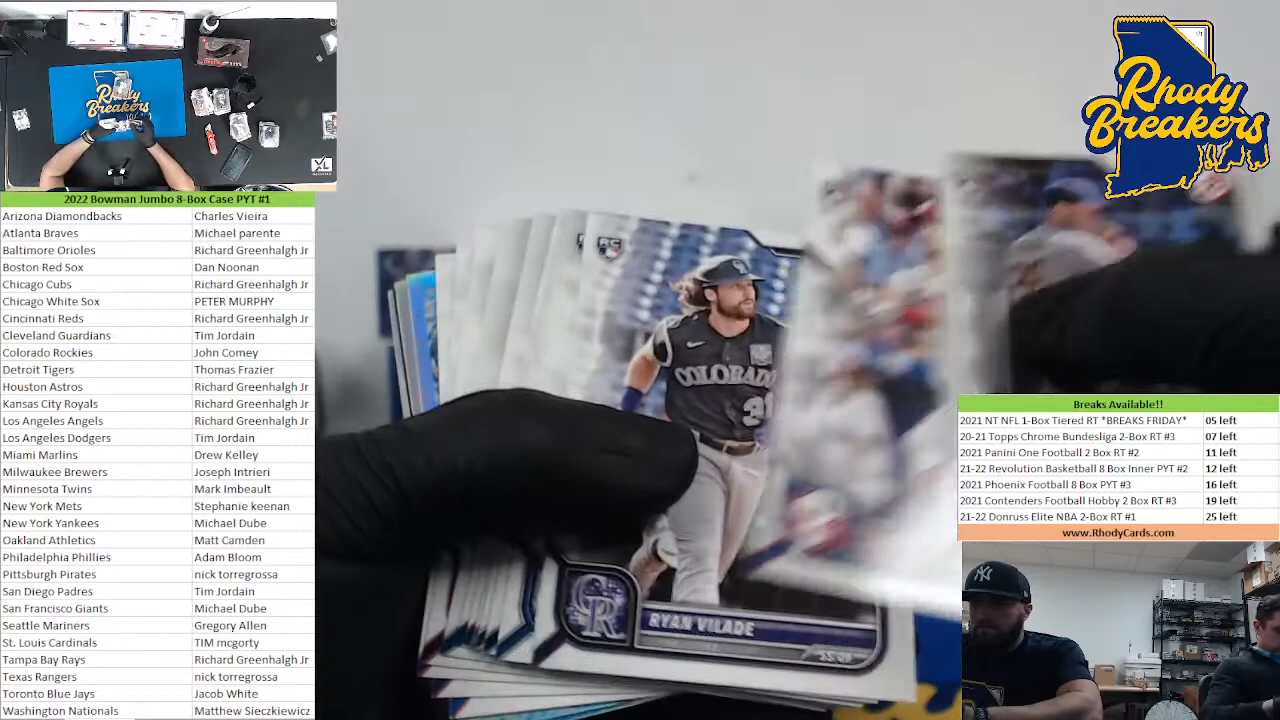 Rhody
Breakers
2022 Bowman Jumbo 8-Box Case PYT #1
Arizona Diamondbacks Charles Vieira
Atlanta Braves Michael parente
Baltimore Orioles Richard Greenhalgh Jr
Boston Red Sox Dan Noonan
Chicago Cubs Richard Greenhalgh Jr
Chicago White Sox PETER MURPHY
Cincinnati Reds Richard Greenhalgh Jr
Cleveland Guardians Tim Jordain
Colorado Rockies John Comey
Detroit Tigers Thomas Frazier
Houston Astros Richard Greenhalgh Jr
Kansas City Royals Richard Greenhalgh Jr
Los Angeles Angels Richard Greenhalgh Jr
Los Angeles Dodgers Tim Jordain
Miami Marlins Drew Kelley
Milwaukee Brewers Joseph Intrieri
Minnesota Twins Mark Imbeault
New York Mets Stephanie keenan
New York Yankees Michael Dube
Oakland Athletics Matt Camden
Philadelphia Phillies Adam Bloom
Pittsburgh Pirates nick torregrossa
San Diego Padres Tim Jordain
San Francisco Giants Michael Dube
Seattle Mariners Gregory Allen
St. Louis Cardinals TIM mcgorty
Tampa Bay Rays Richard Greenhalgh Jr
Texas Rangers nick torregrossa
Toronto Blue Jays Jacob White
Washington Nationals Matthew Sieczkiewicz
XL
RC
COLORADO
CR
RYAN VILADE
Rhody
Breakers
Breaks Available!!
2021 NT NFL 1-Box Tiered RT *BREAKS FRIDAY* 05 left
20-21 Topps Chrome Bundesliga 2-Box RT #3 07 left
2021 Panini One Football 2 Box RT #2 11 left
21-22 Revolution Basketball 8 Box Inner PYT #2 12 left
2021 Phoenix Football 8 Box PYT #3 16 left
2021 Contenders Football Hobby 2 Box RT #3 19 left
21-22 Donruss Elite NBA 2-Box RT #1 25 left
www.RhodyCards.com